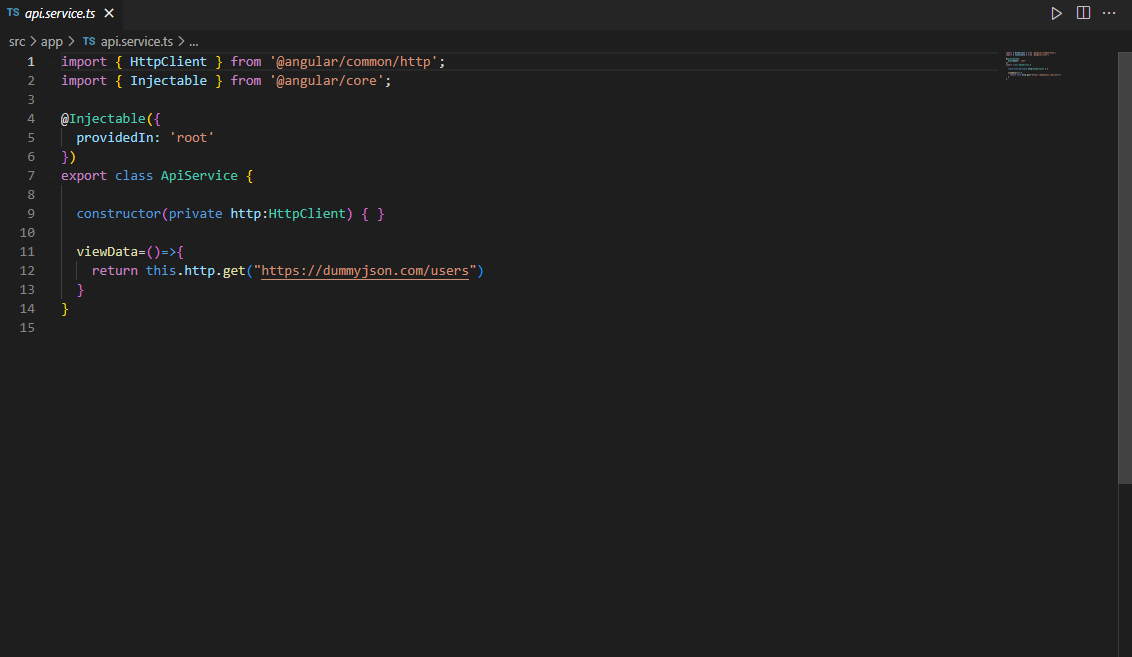 TS api.service.ts ×
src > app > TS api.service.ts > ...
1 import { HttpClient } from '@angular/common/http';
2 import { Injectable } from '@angular/core';
3
4 @Injectable({
5   providedIn: 'root'
6 })
7 export class ApiService {
8
9   constructor(private http:HttpClient) { }
10
11   viewData=()=>{
12     return this.http.get("https://dummyjson.com/users")
13   }
14 }
15